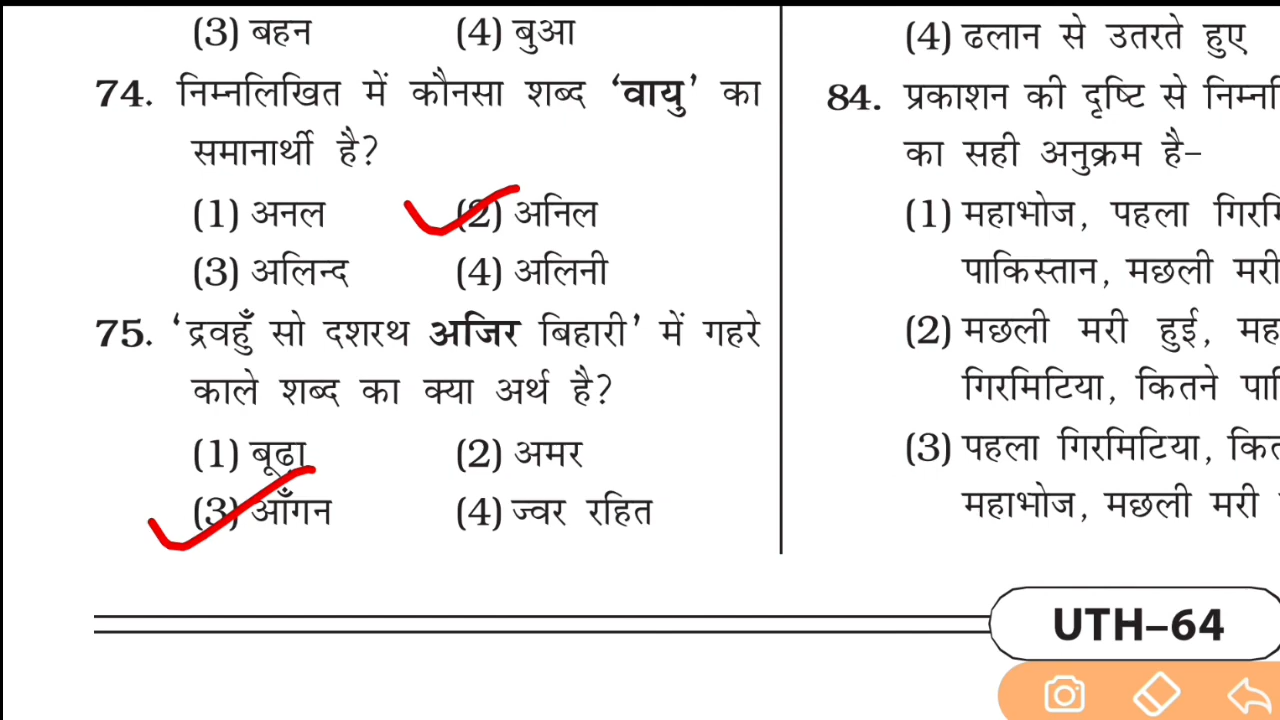 (3) बहन (4) बुआ
74. निम्नलिखित में कौनसा शब्द ‘वायु’ का
समानार्थी है?
(1) अनल (2) अनिल
(3) अलिन्द (4) अलिनी
75. ‘द्रवहुँ सो दशरथ अजिर बिहारी’ में गहरे
काले शब्द का क्या अर्थ है?
(1) बूढ़ा (2) अमर
(3) आँगन (4) ज्वर रहित
(4) ढलान से उतरते हुए
84. प्रकाशन की दृष्टि से
का सही अनुक्रम है–
(1) महाभोज, पहला
पाकिस्तान, मछली मरी
(2) मछली मरी हुई,
गिरमिटिया, कितने
(3) पहला गिरमिटिया,
महाभोज, मछली मरी
UTH–64